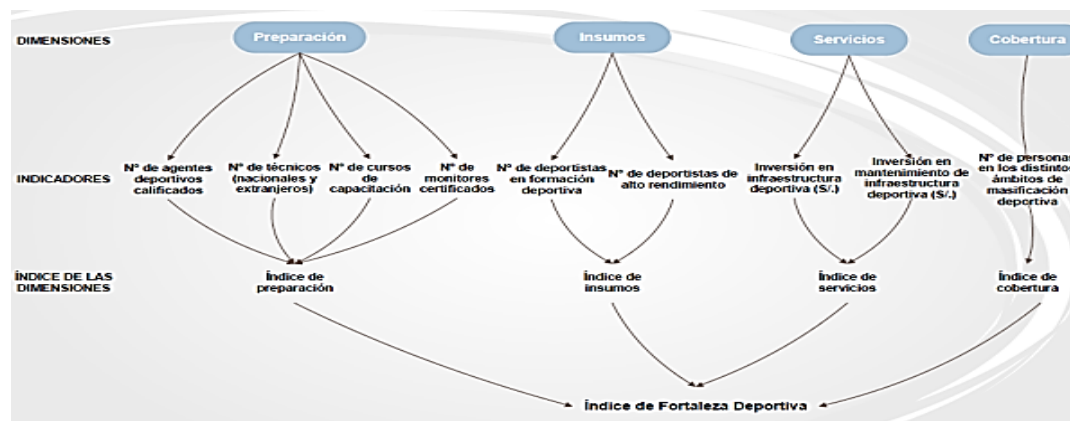 DIMENSIONES
Preparación
Insumos
Servicios
Cobertura
INDICADORES
N° de agentes
deportivos
calificados
N° de técnicos
(nacionales y
extranjeros)
N° de cursos
de
capacitación
N° de
monitores
certificados
N° de deportistas
en formación
deportiva
N° de deportistas de
alto rendimiento
Inversión en
infraestructura
deportiva (S/.)
Inversión en
mantenimiento de
infraestructura
deportiva (S/.)
N° de personas
en los distintos
ámbitos de
masificación
deportiva
ÍNDICE DE LAS
DIMENSIONES
Índice de
preparación
Índice de
insumos
Índice de
servicios
Índice de
cobertura
Índice de Fortaleza Deportiva